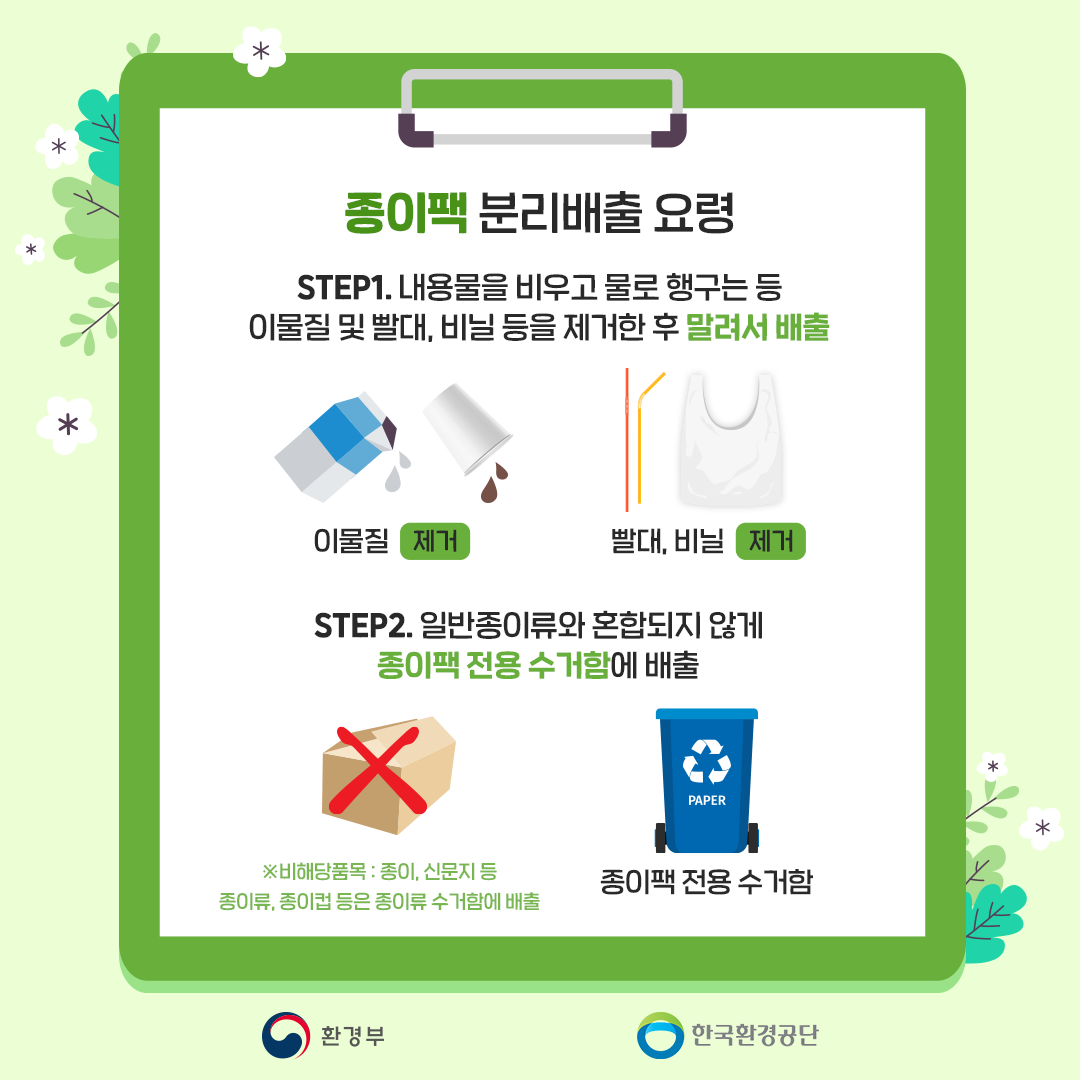 종이팩 분리배출 요령
STEP1. 내용물을 비우고 물로 행구는 등
이물질 및 빨대, 비닐 등을 제거한 후 말려서 배출
이물질 제거
빨대, 비닐 제거
STEP2. 일반종이류와 혼합되지 않게
종이팩 전용 수거함에 배출
PAPER
※비해당품목 : 종이, 신문지 등
종이류, 종이컵 등은 종이류 수거함에 배출
종이팩 전용 수거함
환경부
한국환경공단